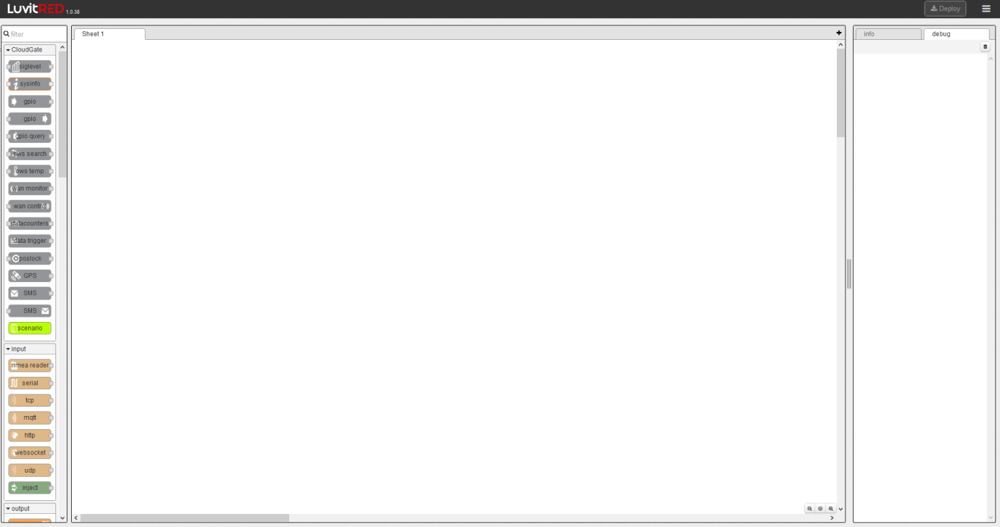 LuvitRED 1.0.38
Deploy
filter
CloudGate
siglevel
sysinfo
gpio
gpio
gpio query
ows search
ows temp
wan monitor
wan control
datacounters
data trigger
poslock
GPS
SMS
SMS
scenario
input
nmea reader
serial
tcp
mqtt
http
websocket
udp
inject
output
Sheet 1
info
debug